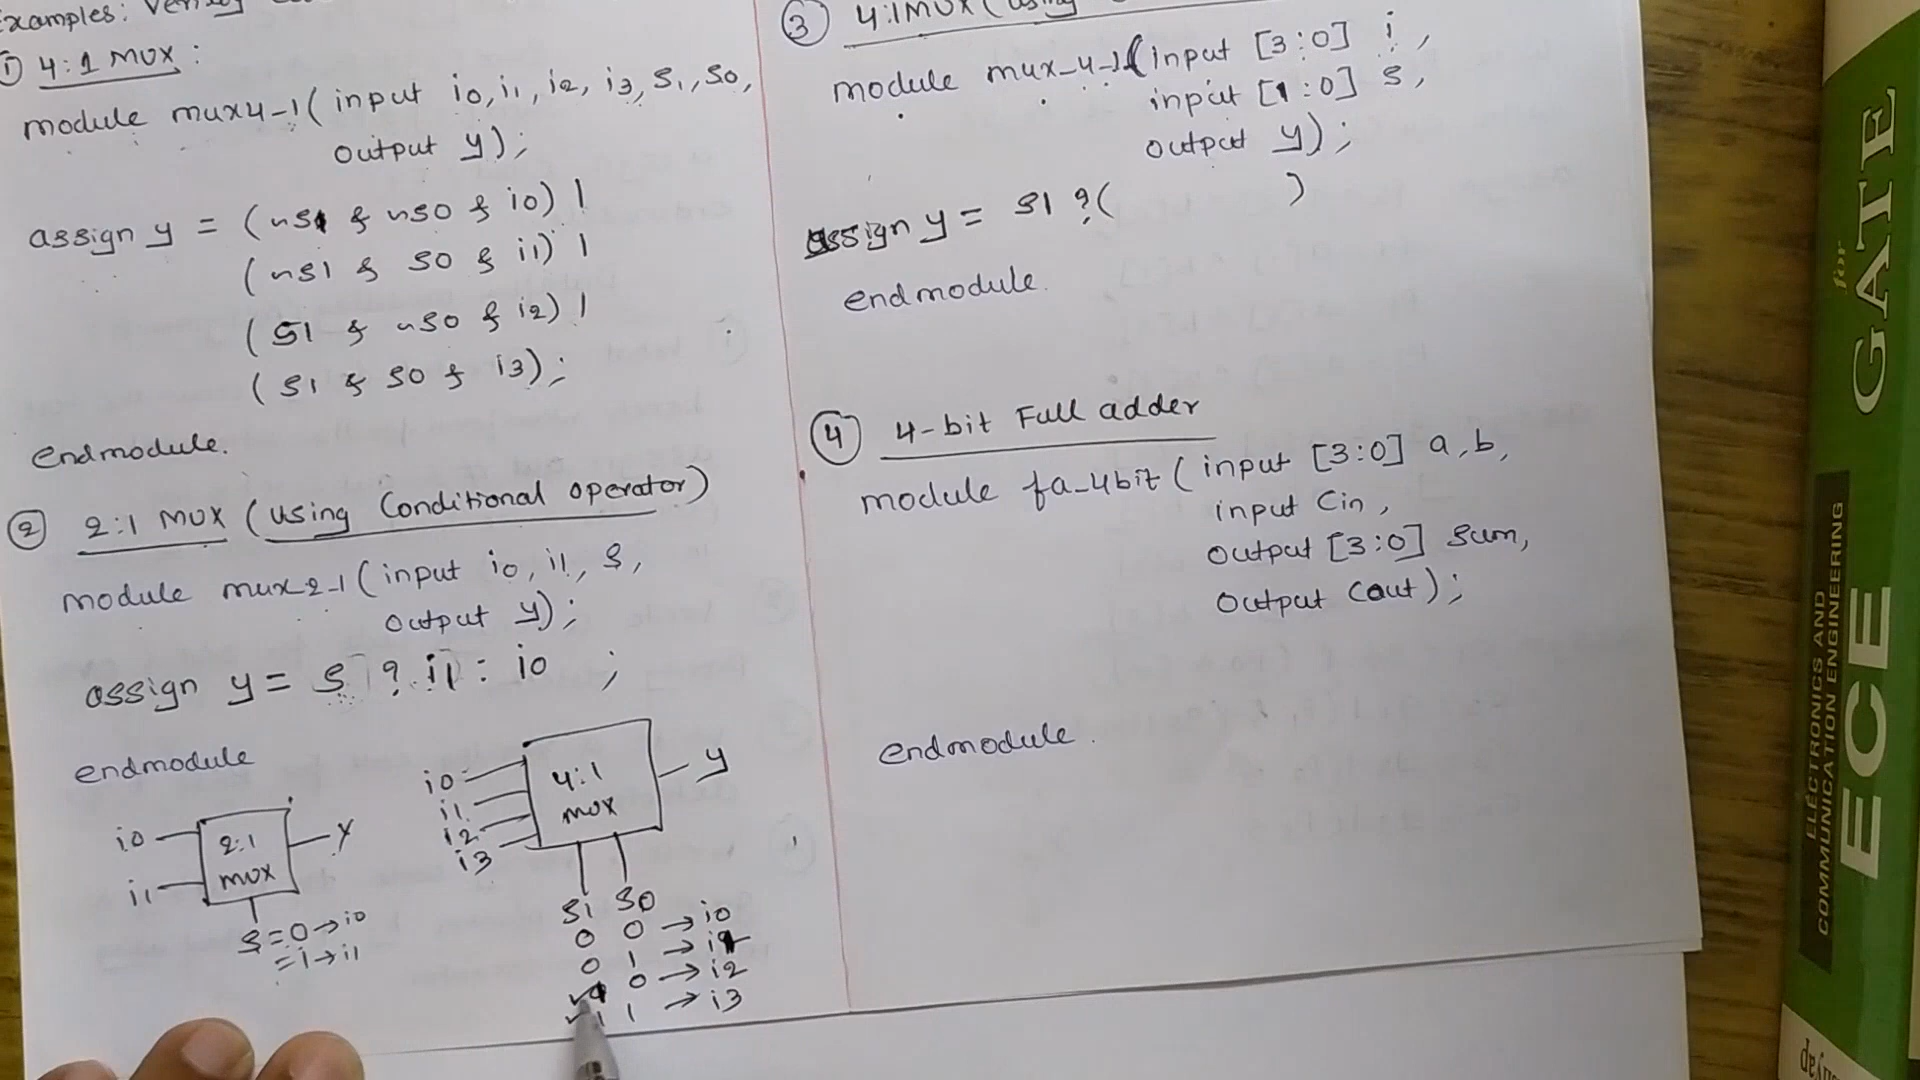 Examples: Verilog
① 4:1 MUX :
module mux4-1( input i0, i1, i2, i3, S1, S0,
output y);
assign y = (~S1 & ~S0 & i0) |
(~S1 & S0 & i1) |
(S1 & ~S0 & i2) |
(S1 & S0 & i3);
endmodule.
② 2:1 MUX (using Conditional operator)
module mux2-1( input i0, i1, S,
output y);
assign y = S ? i1 : i0 ;
endmodule
i0
i1
2:1
mux
Y
S=0→i0
=1→i1
i0
i1
i2
i3
4:1
mux
y
S1 S0
0 0 → i0
0 1 → i1
1 0 → i2
1 1 → i3
③ 4:1 MUX (using
module mux_4_1( input [3:0] i,
input [1:0] S,
output y);
assign y = S1 ?( )
endmodule.
④ 4-bit Full adder
module fa_4bit( input [3:0] a,b,
input Cin,
output [3:0] Sum,
output Cout);
endmodule.
for
GATE
ELECTRONICS AND
COMMUNICATION ENGINEERING
ECE